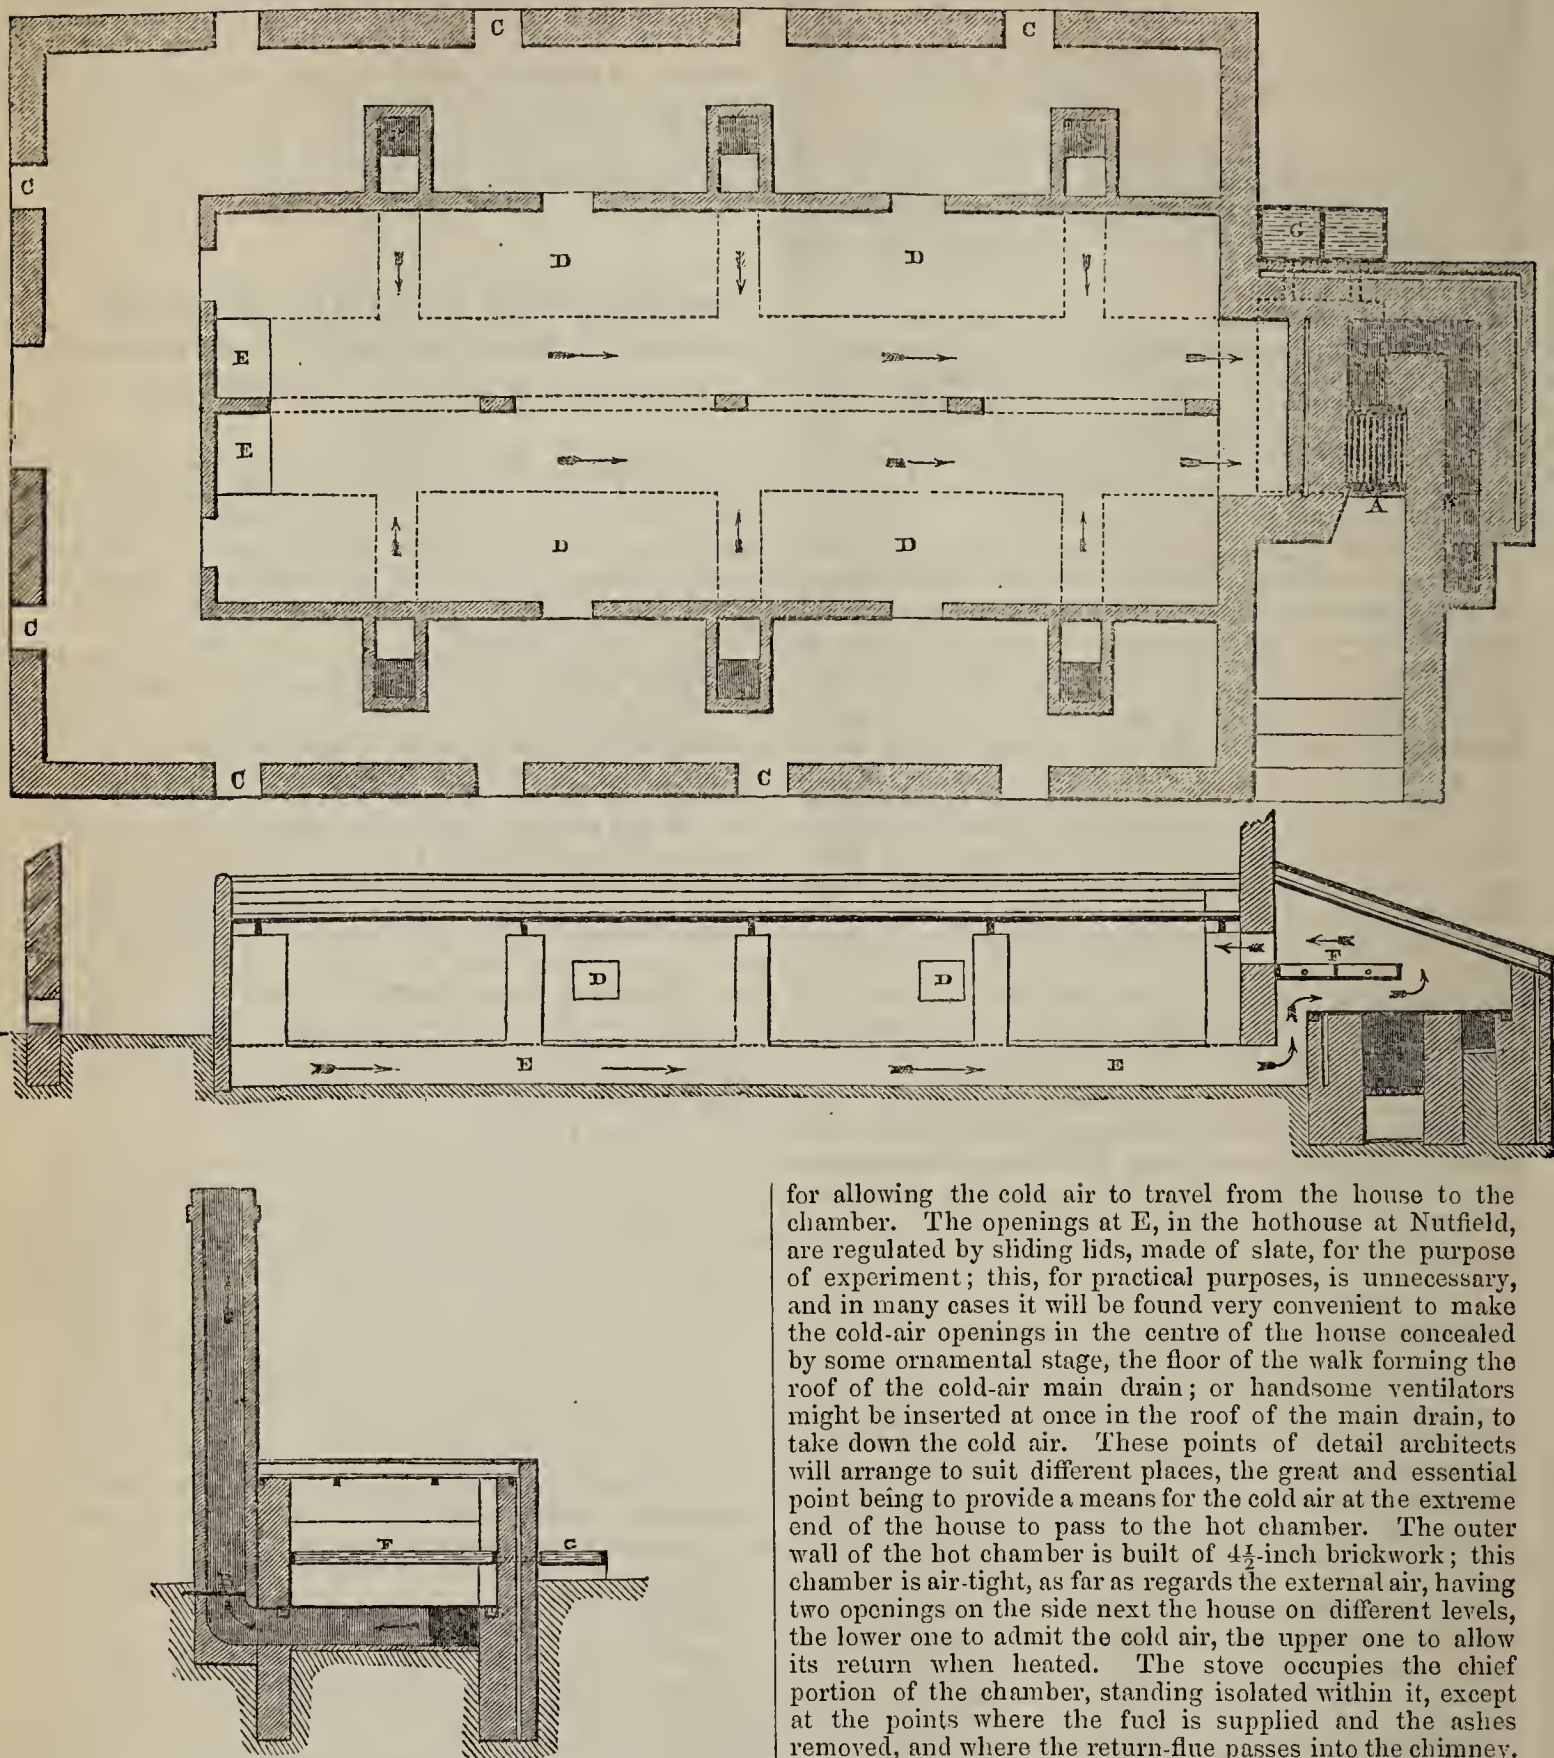 C
C
C
G
D
D
E
E
A
D
D
C
C
C
F
D
D
E
E
F
G
B
for allowing the cold air to travel from the house to the
chamber. The openings at E, in the hothouse at Nutfield,
are regulated by sliding lids, made of slate, for the purpose
of experiment; this, for practical purposes, is unnecessary,
and in many cases it will be found very convenient to make
the cold-air openings in the centre of the house concealed
by some ornamental stage, the floor of the walk forming the
roof of the cold-air main drain; or handsome ventilators
might be inserted at once in the roof of the main drain, to
take down the cold air. These points of detail architects
will arrange to suit different places, the great and essential
point being to provide a means for the cold air at the extreme
end of the house to pass to the hot chamber. The outer
wall of the hot chamber is built of 4½-inch brickwork; this
chamber is air-tight, as far as regards the external air, having
two openings on the side next the house on different levels,
the lower one to admit the cold air, the upper one to allow
its return when heated. The stove occupies the chief
portion of the chamber, standing isolated within it, except
at the points where the fuel is supplied and the ashes
removed, and where the return-flue passes into the chimney.